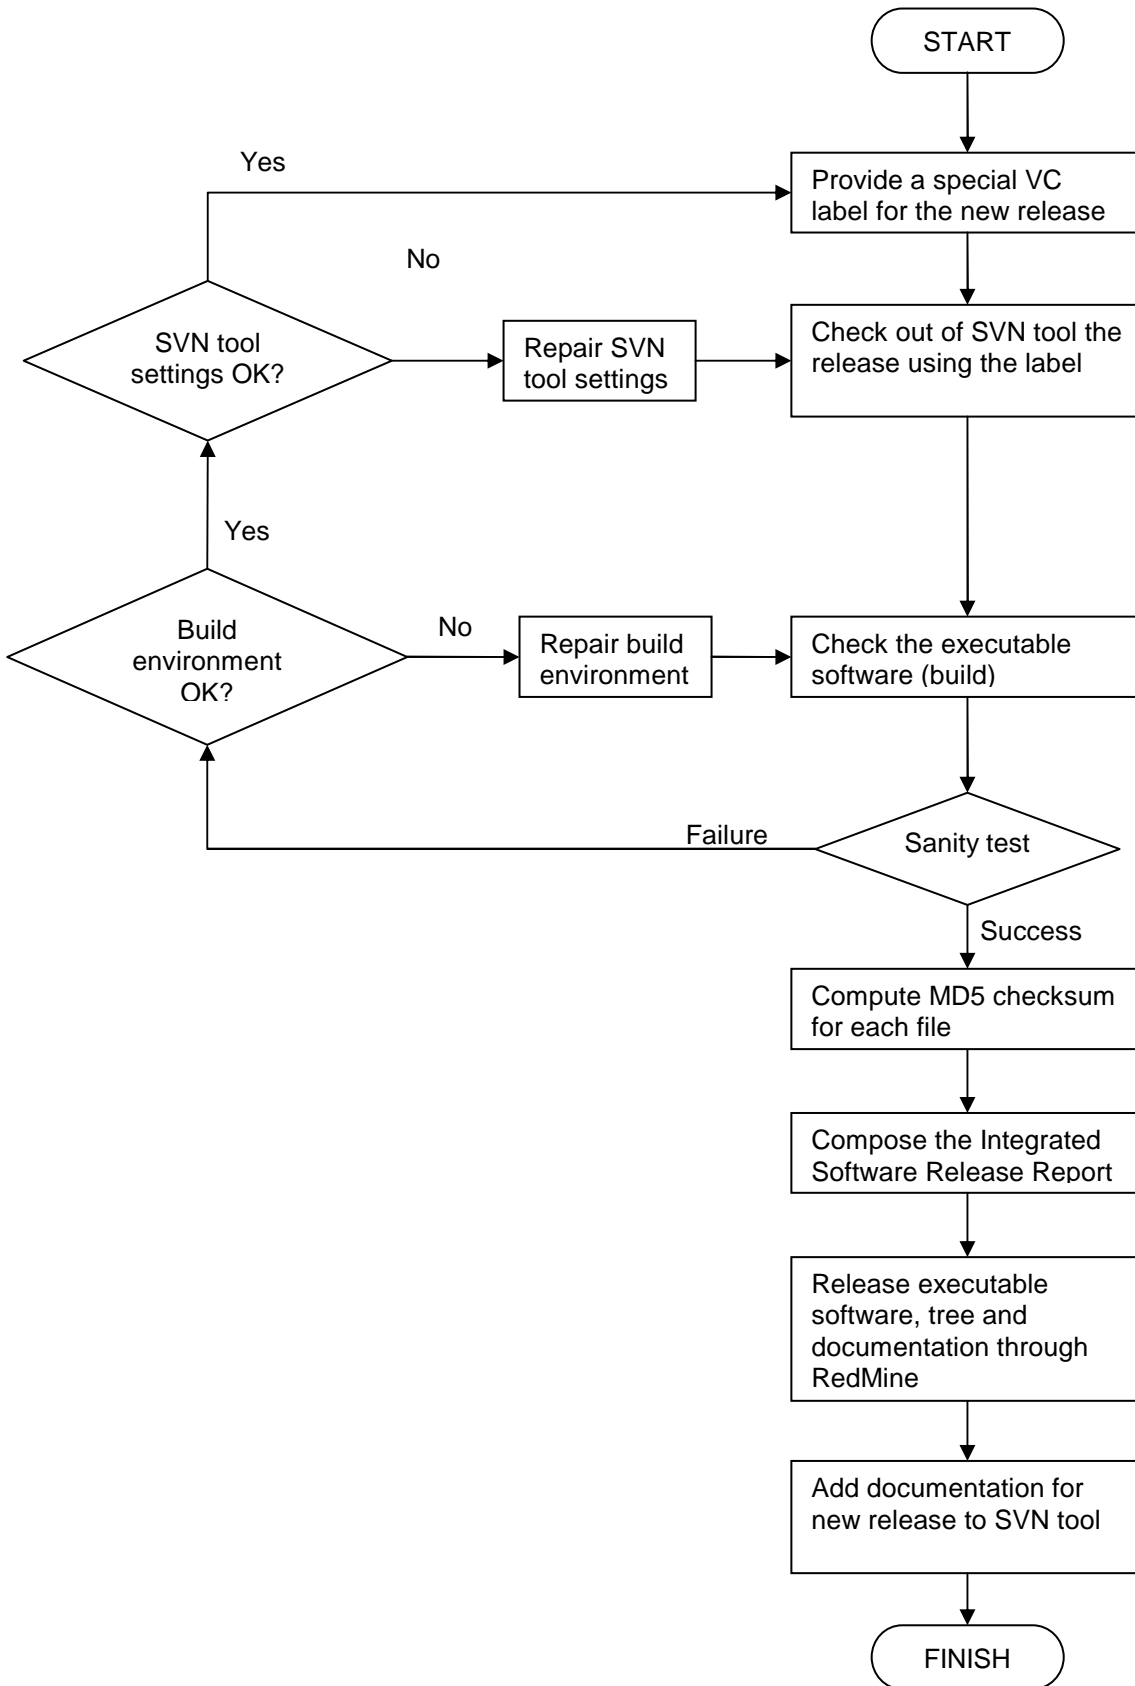 START
Yes
Provide a special VC
label for the new release
No
SVN tool
settings OK?
Repair SVN
tool settings
Check out of SVN tool the
release using the label
Yes
Build
environment
OK?
No
Repair build
environment
Check the executable
software (build)
Failure
Sanity test
Success
Compute MD5 checksum
for each file
Compose the Integrated
Software Release Report
Release executable
software, tree and
documentation through
RedMine
Add documentation for
new release to SVN tool
FINISH